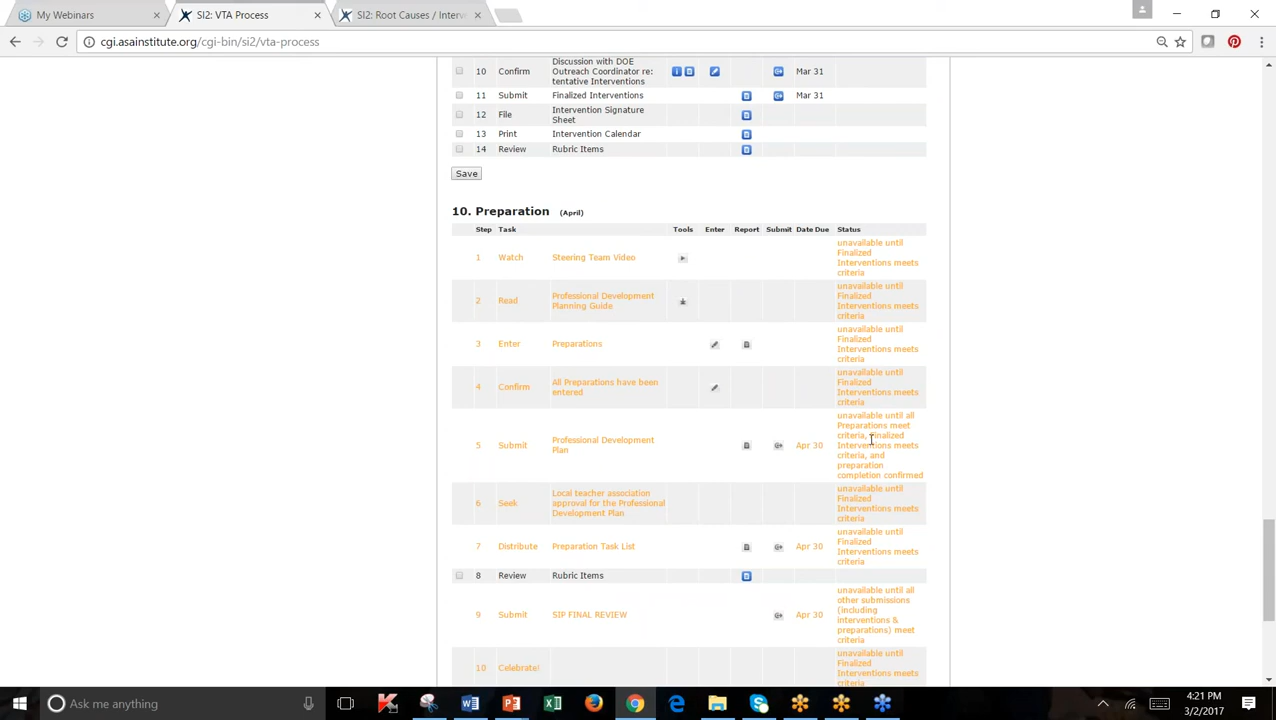 My Webinars
SI2: VTA Process
SI2: Root Causes / Interv
cgi.asainstitute.org/cgi-bin/si2/vta-process
10 Confirm Discussion with DOE Outreach Coordinator re: tentative Interventions Mar 31
11 Submit Finalized Interventions Mar 31
12 File Intervention Signature Sheet
13 Print Intervention Calendar
14 Review Rubric Items
Save
10. Preparation (April)
Step Task Tools Enter Report Submit Date Due Status
1 Watch Steering Team Video unavailable until Finalized Interventions meets criteria
2 Read Professional Development Planning Guide unavailable until Finalized Interventions meets criteria
3 Enter Preparations unavailable until Finalized Interventions meets criteria
4 Confirm All Preparations have been entered unavailable until Finalized Interventions meets criteria
5 Submit Professional Development Plan Apr 30 unavailable until all Preparations meet criteria, Finalized Interventions meets criteria, and preparation completion confirmed
6 Seek Local teacher association approval for the Professional Development Plan unavailable until Finalized Interventions meets criteria
7 Distribute Preparation Task List Apr 30 unavailable until Finalized Interventions meets criteria
8 Review Rubric Items
9 Submit SIP FINAL REVIEW Apr 30 unavailable until all other submissions (including interventions & preparations) meet criteria
10 Celebrate! unavailable until Finalized Interventions meets criteria
Ask me anything
4:21 PM
3/2/2017